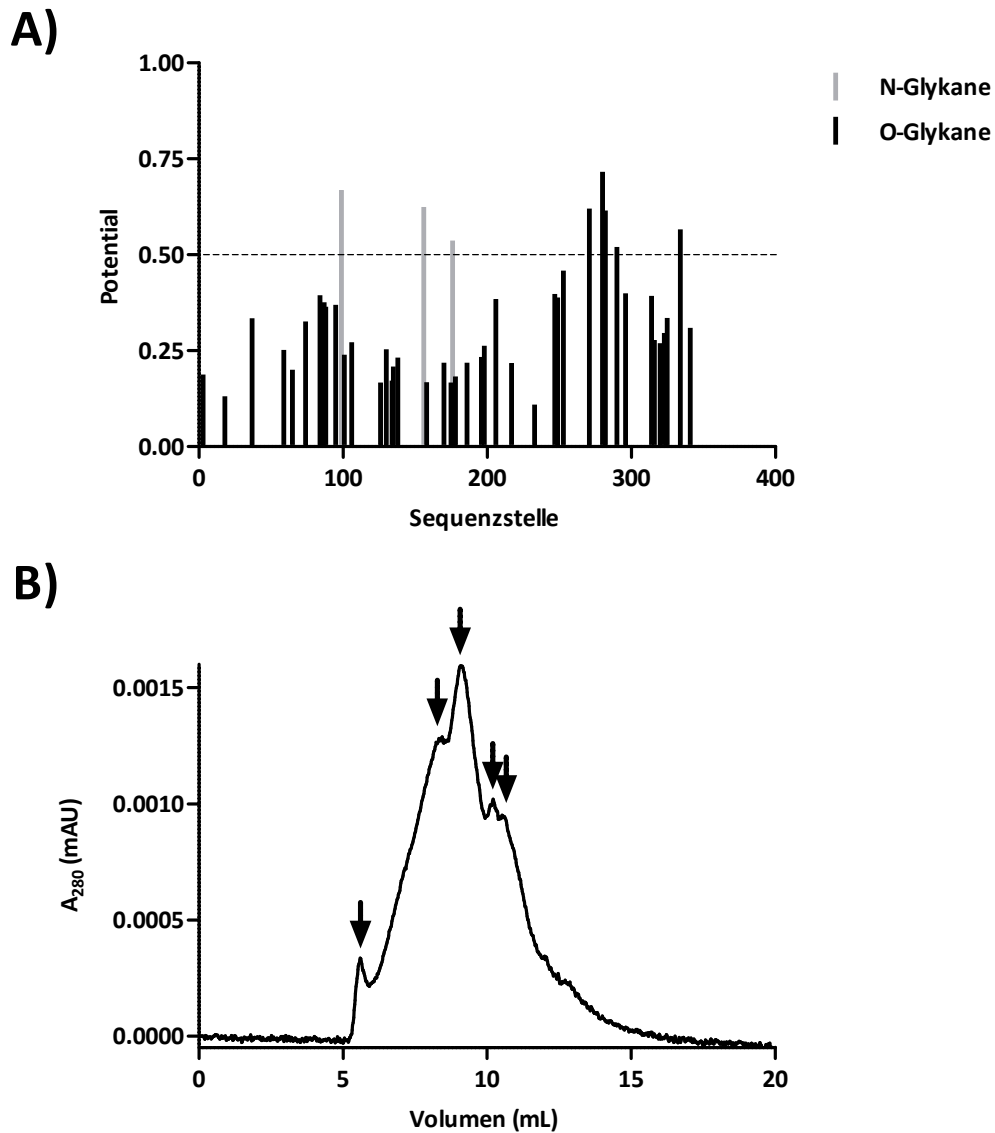 A)
1.00
0.75
0.50
0.25
0.00
Potential
0 100 200 300 400
Sequenzstelle
N-Glykane
O-Glykane
B)
0.0015
0.0010
0.0005
0.0000
A280 (mAU)
0 5 10 15 20
Volumen (mL)